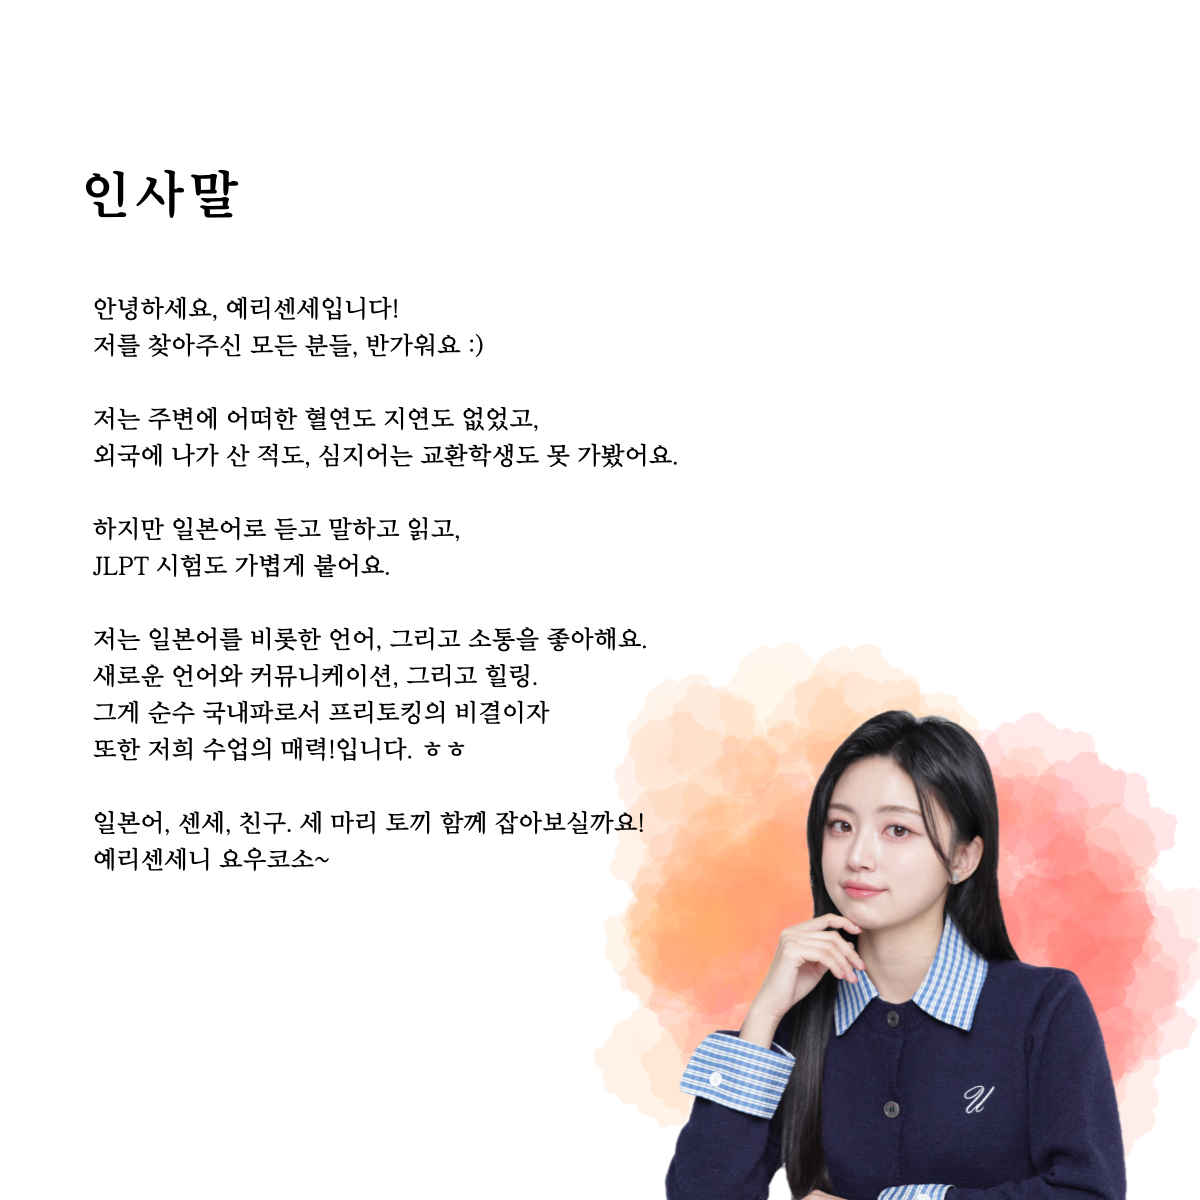 인사말
안녕하세요, 예리센세입니다!
저를 찾아주신 모든 분들, 반가워요 :)
저는 주변에 어떠한 혈연도 지연도 없었고,
외국에 나가 산 적도, 심지어는 교환학생도 못 가봤어요.
하지만 일본어로 듣고 말하고 읽고,
JLPT 시험도 가볍게 붙어요.
저는 일본어를 비롯한 언어, 그리고 소통을 좋아해요.
새로운 언어와 커뮤니케이션, 그리고 힐링.
그게 순수 국내파로서 프리토킹의 비결이자
또한 저희 수업의 매력!입니다. ㅎㅎ
일본어, 센세, 친구. 세 마리 토끼 함께 잡아보실까요!
예리센세니 요우코소~
U